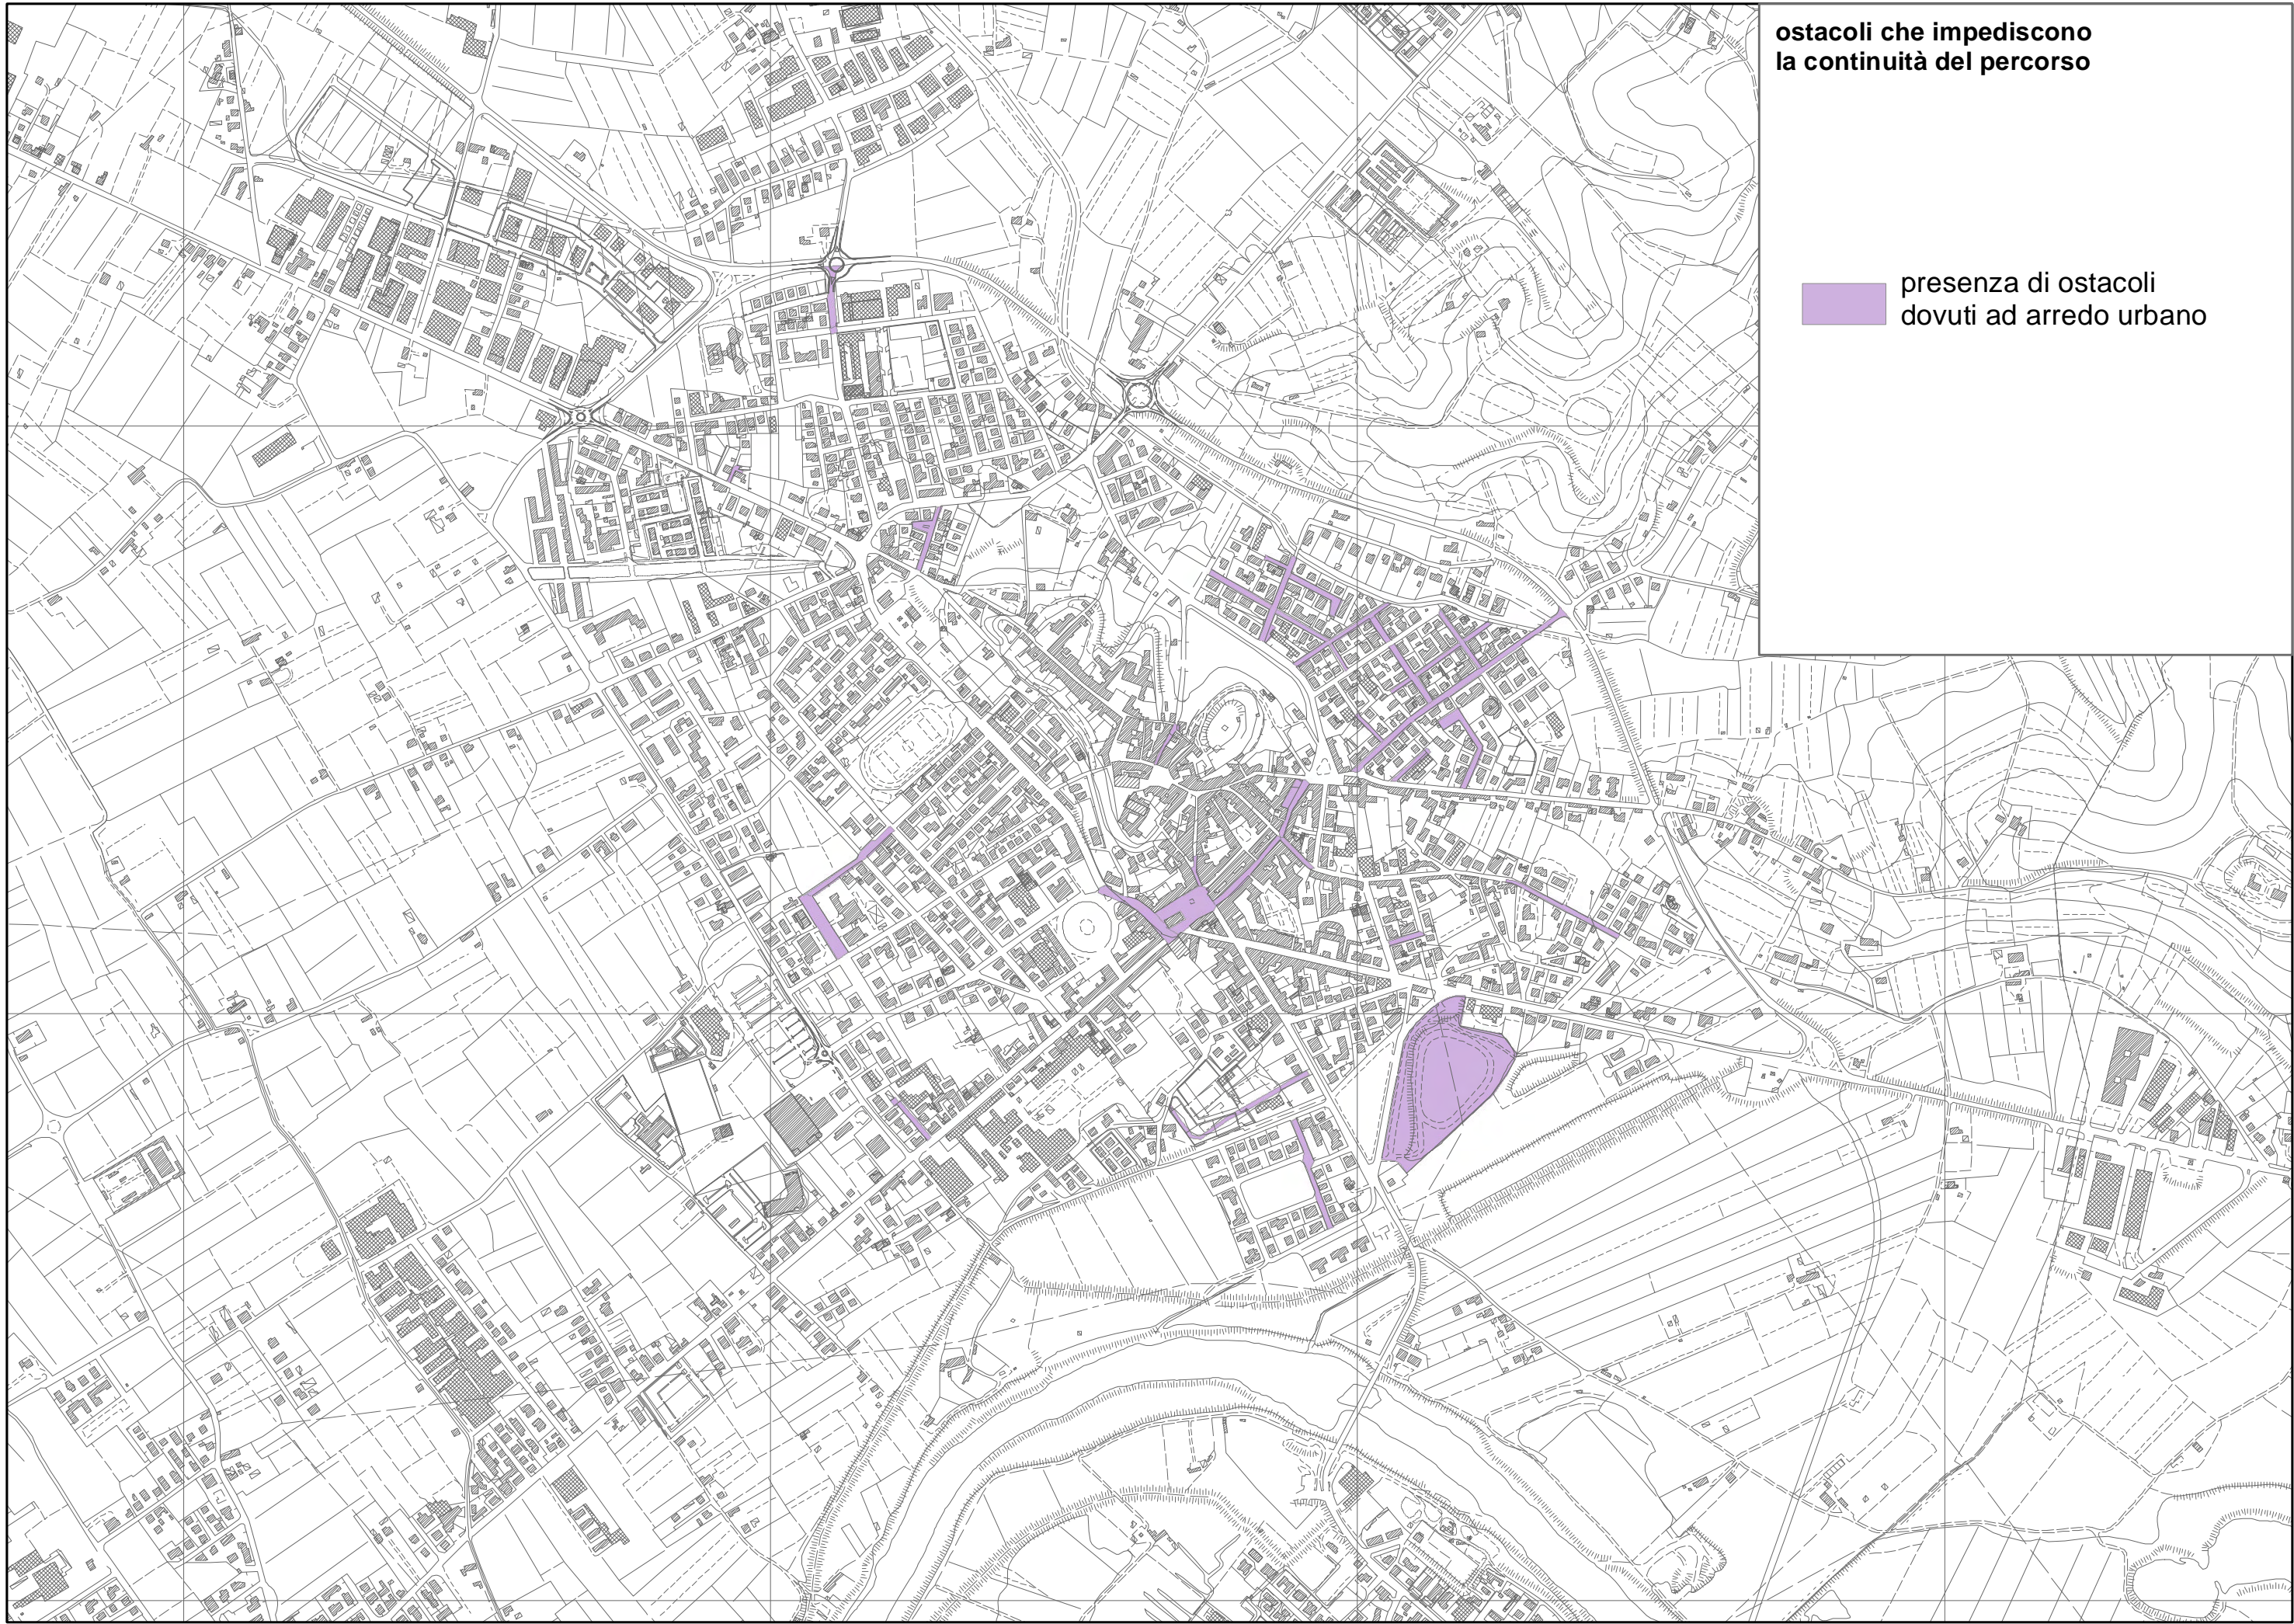 ostacoli che impediscono
la continuità del percorso
presenza di ostacoli
dovuti ad arredo urbano